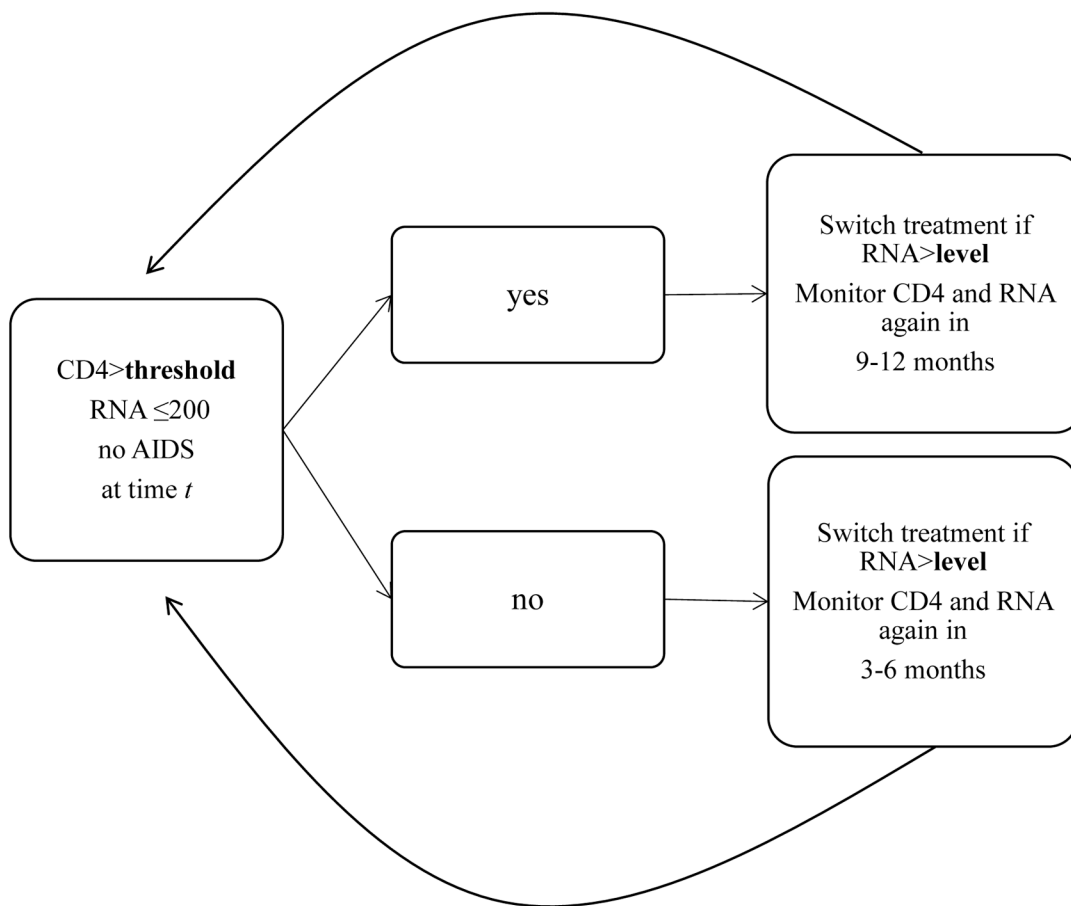 CD4>threshold
RNA ≤200
no AIDS
at time t
yes
Switch treatment if
RNA>level
Monitor CD4 and RNA
again in
9-12 months
no
Switch treatment if
RNA>level
Monitor CD4 and RNA
again in
3-6 months